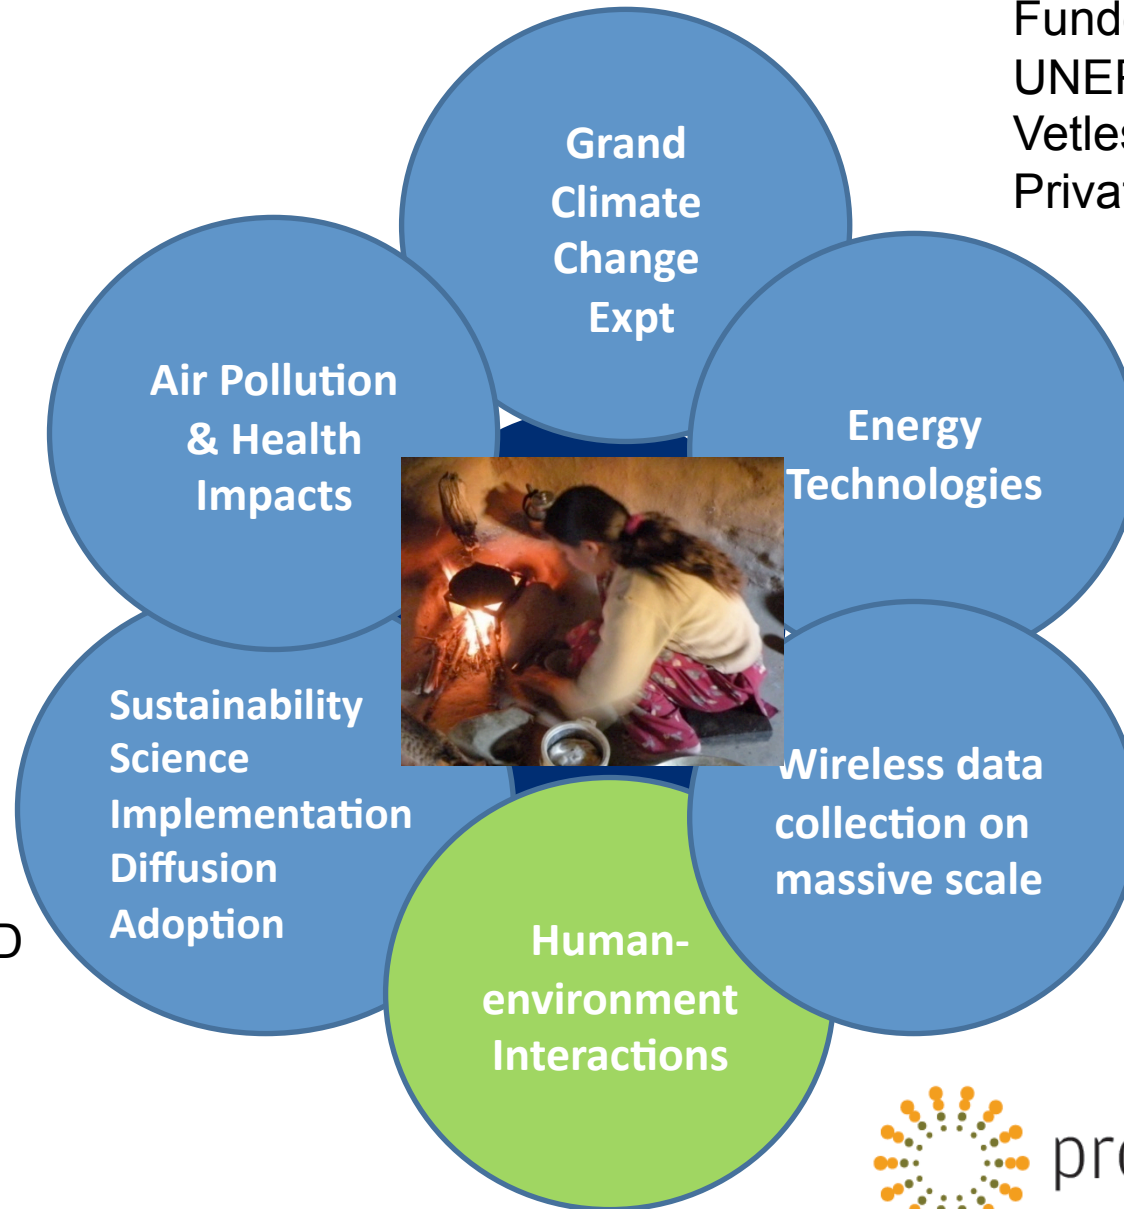 Grand
Climate
Change
Expt
Air Pollution
& Health
Impacts
Energy
Technologies
Sustainability
Science
Implementation
Diffusion
Adoption
Wireless data
collection on
massive scale
Human-
environment
Interactions